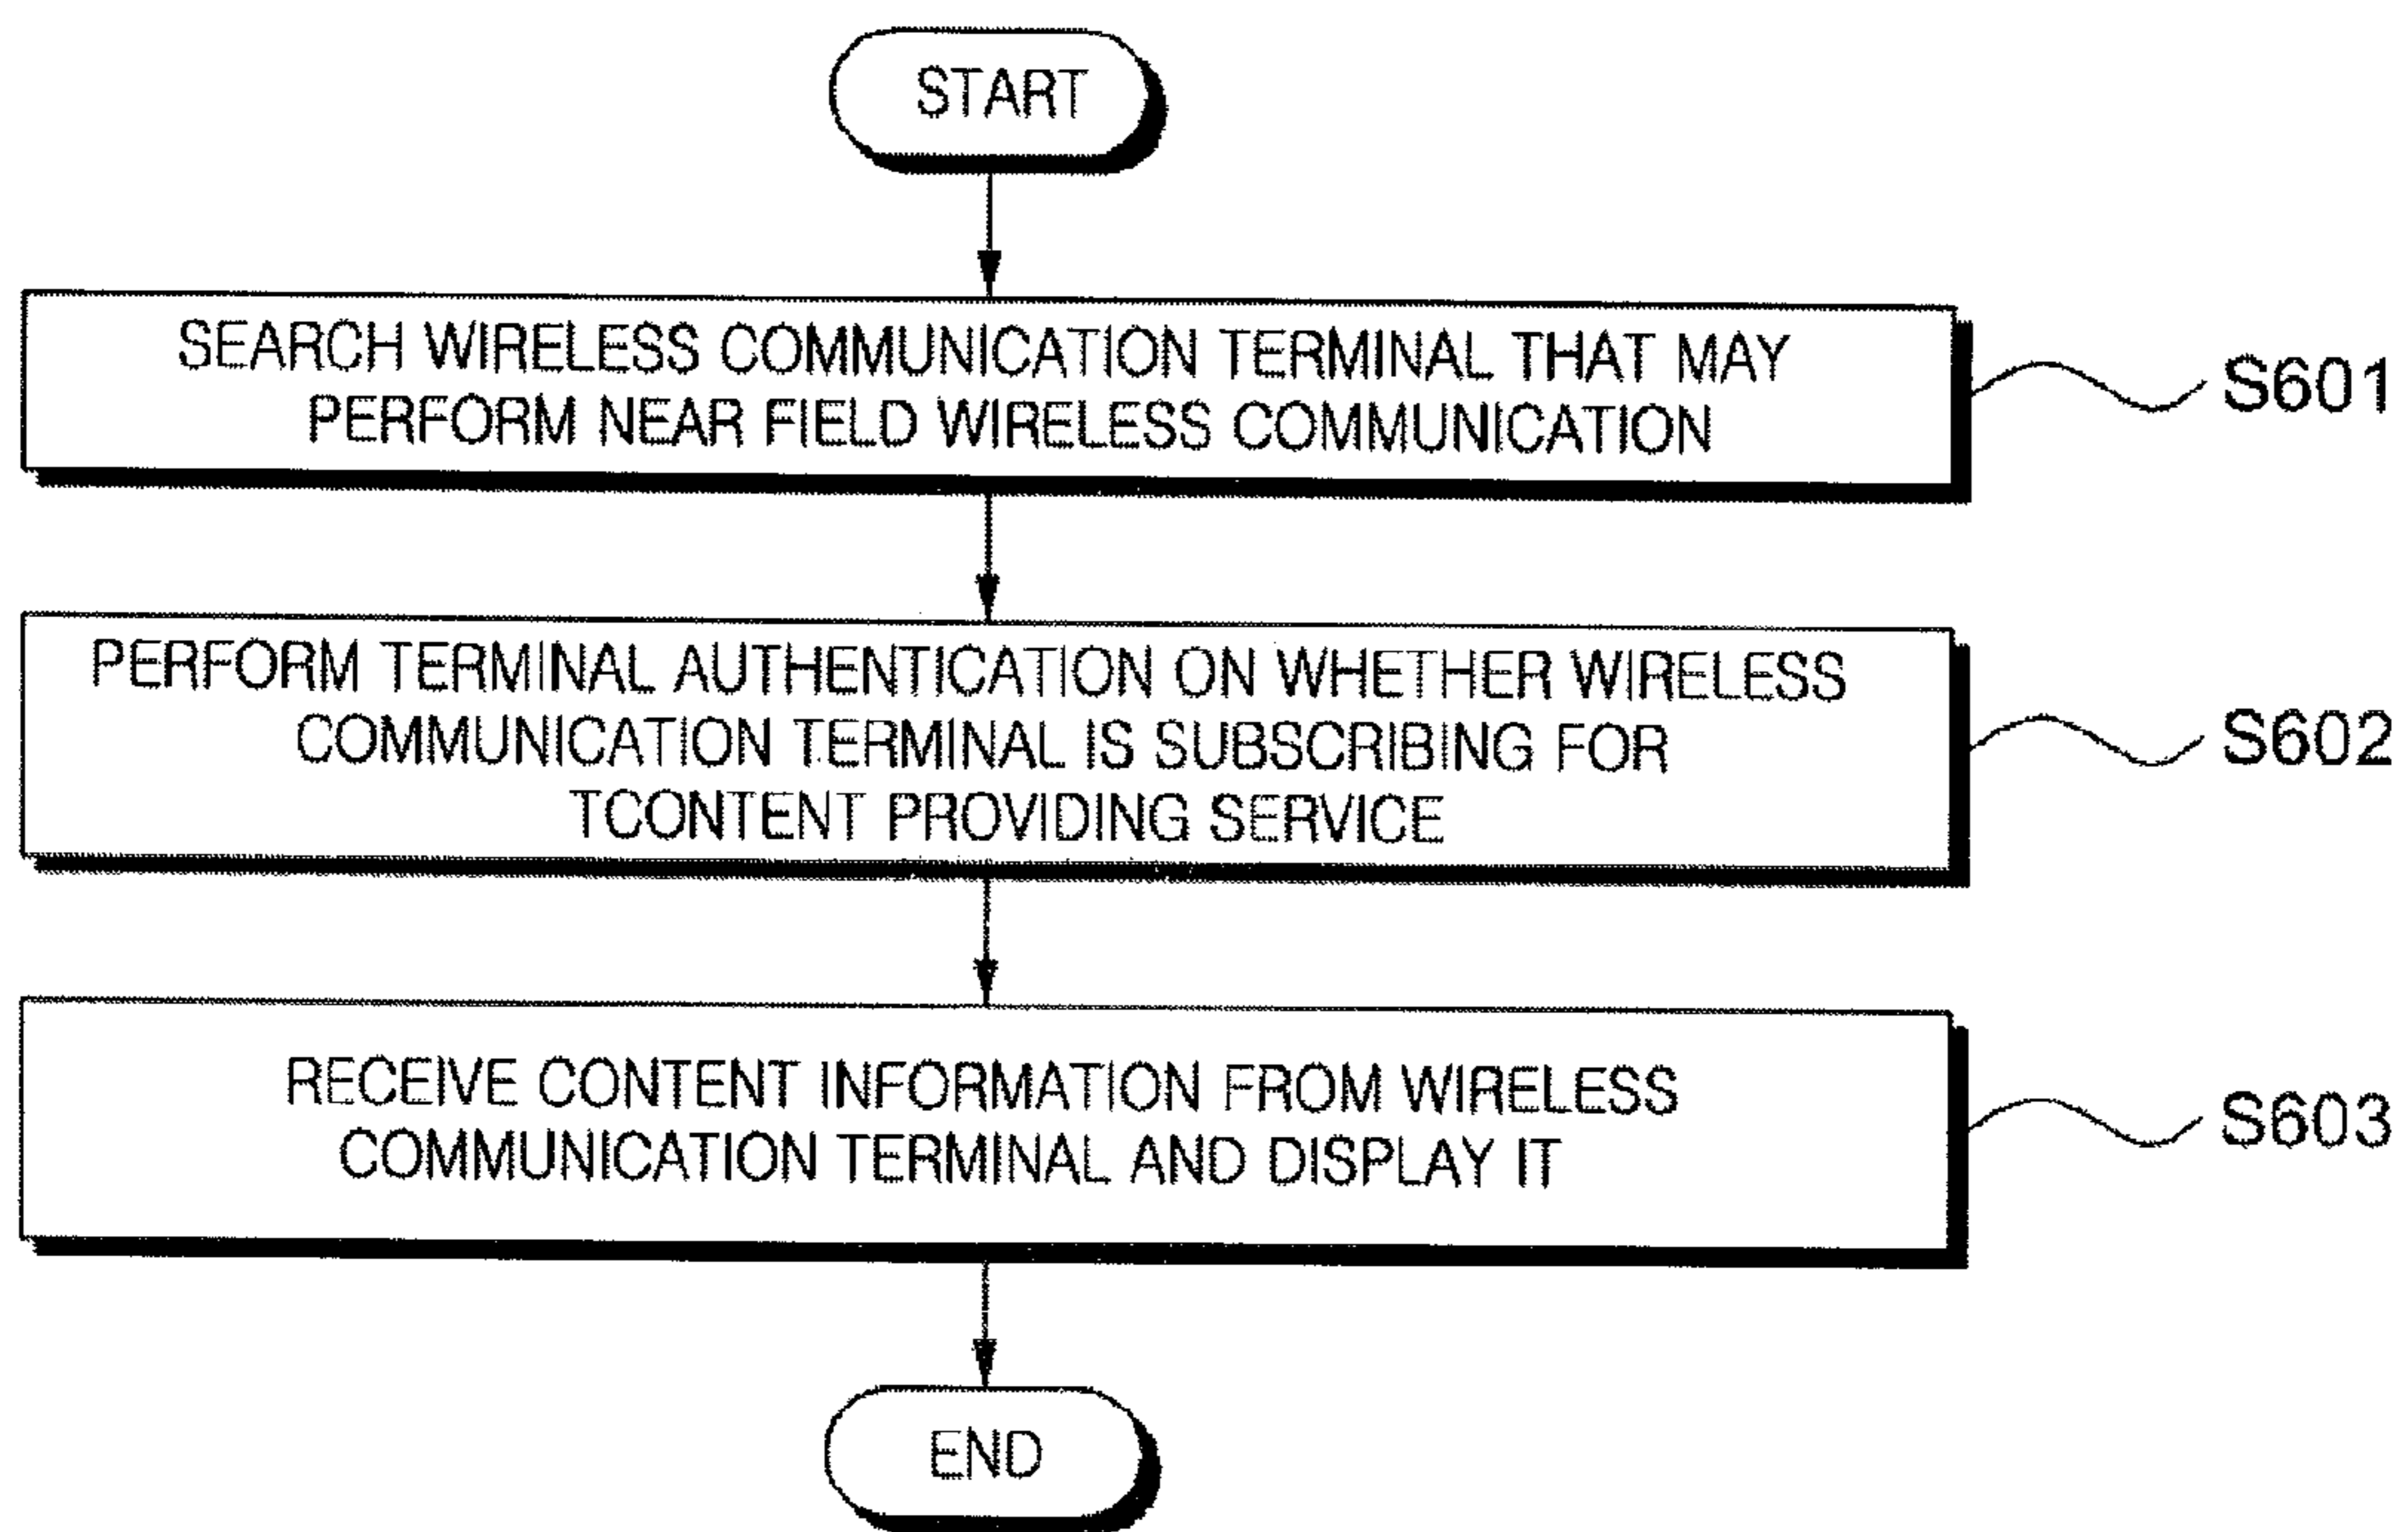 START
SEARCH WIRELESS COMMUNICATION TERMINAL THAT MAY
PERFORM NEAR FIELD WIRELESS COMMUNICATION
S601
PERFORM TERMINAL AUTHENTICATION ON WHETHER WIRELESS
COMMUNICATION TERMINAL IS SUBSCRIBING FOR
TCONTENT PROVIDING SERVICE
S602
RECEIVE CONTENT INFORMATION FROM WIRELESS
COMMUNICATION TERMINAL AND DISPLAY IT
S603
END